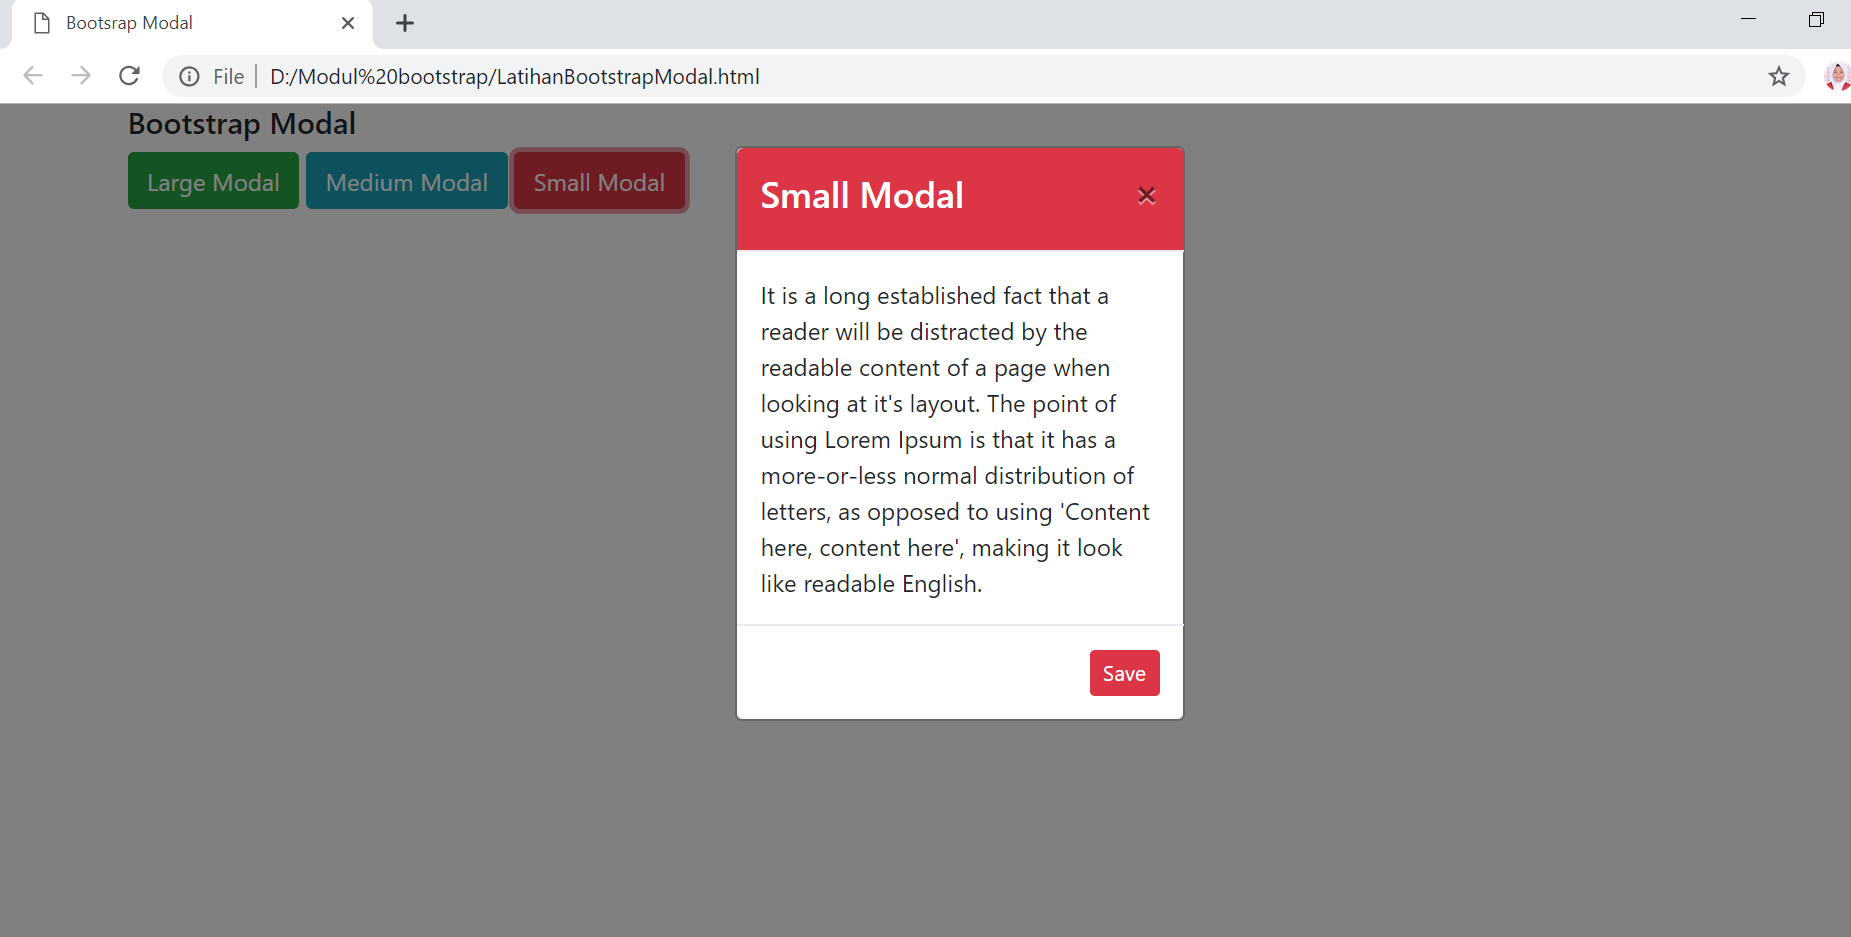 Bootsrap Modal
File
D:/Modul%20bootstrap/LatihanBootstrapModal.html
Bootstrap Modal
Large Modal
Medium Modal
Small Modal
Small Modal
×
It is a long established fact that a
reader will be distracted by the
readable content of a page when
looking at it's layout. The point of
using Lorem Ipsum is that it has a
more-or-less normal distribution of
letters, as opposed to using 'Content
here, content here', making it look
like readable English.
Save